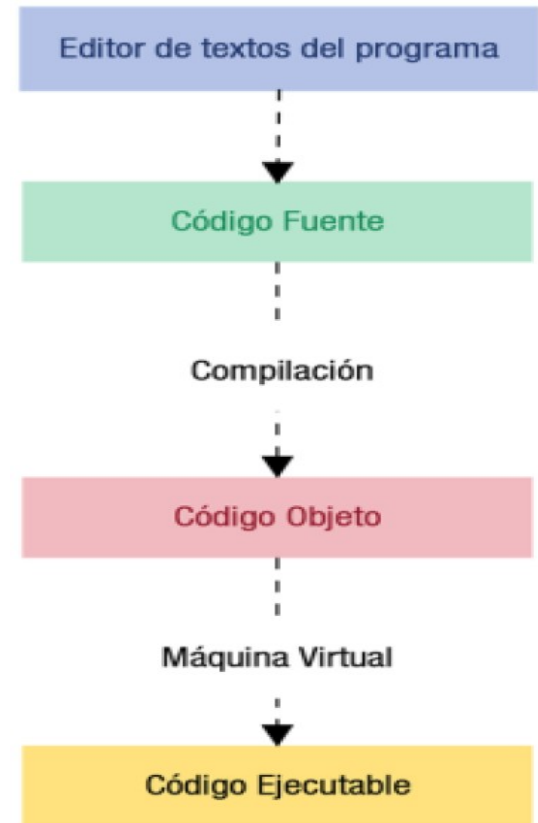 Editor de textos del programa
Código Fuente
Compilación
Código Objeto
Máquina Virtual
Código Ejecutable